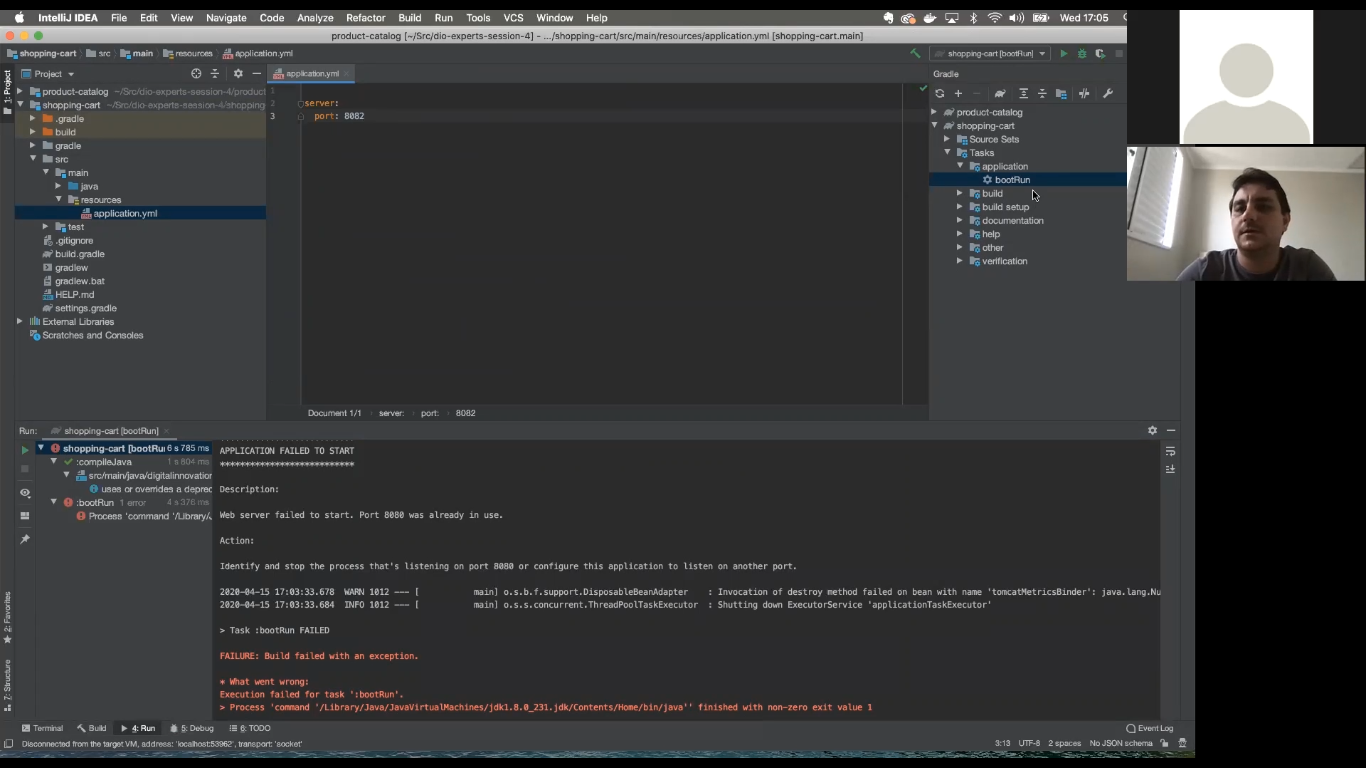 IntelliJ IDEA File Edit View Navigate Code Analyze Refactor Build Run Tools VCS Window Help Wed 17:05
Product-catalog [~/Src/dio-experts-session-4] - .../shopping-cart/src/main/resources/application.yml [shopping-cart.main]
shopping-cart src main resources application.yml
shopping-cart [bootRun]
1: Project
Project
application.yml
Gradle
product-catalog ~/Src/dio-experts-session-4/product
shopping-cart ~/Src/dio-experts-session-4/shopping
.gradle
build
gradle
src
main
java
resources
application.yml
test
.gitignore
build.gradle
gradlew
gradlew.bat
HELP.md
settings.gradle
External Libraries
Scratches and Consoles
1
2 server:
3 port: 8082
Document 1/1 server: port: 8082
product-catalog
shopping-cart
Source Sets
Tasks
application
bootRun
build
build setup
documentation
help
other
verification
Run: shopping-cart [bootRun]
shopping-cart [bootRu 6 s 785 ms
:compileJava 1 s 804 ms
src/main/java/digitalinnovation
uses or overrides a deprec
:bootRun 1 error 4 s 376 ms
Process 'command '/Library/J
APPLICATION FAILED TO START
***************************
Description:
Web server failed to start. Port 8080 was already in use.
Action:
Identify and stop the process that's listening on port 8080 or configure this application to listen on another port.
2020-04-15 17:03:33.678 WARN 1012 --- [ main] o.s.b.f.support.DisposableBeanAdapter : Invocation of destroy method failed on bean with name 'tomcatMetricsBinder': java.lang.Nu
2020-04-15 17:03:33.684 INFO 1012 --- [ main] o.s.s.concurrent.ThreadPoolTaskExecutor : Shutting down ExecutorService 'applicationTaskExecutor'
> Task :bootRun FAILED
FAILURE: Build failed with an exception.
* What went wrong:
Execution failed for task ':bootRun'.
> Process 'command '/Library/Java/JavaVirtualMachines/jdk1.8.0_231.jdk/Contents/Home/bin/java'' finished with non-zero exit value 1
2: Favorites
7: Structure
Terminal Build 4: Run 5: Debug 6: TODO Event Log
Disconnected from the target VM, address: 'localhost:53962', transport: 'socket' 3:13 UTF-8 2 spaces No JSON schema